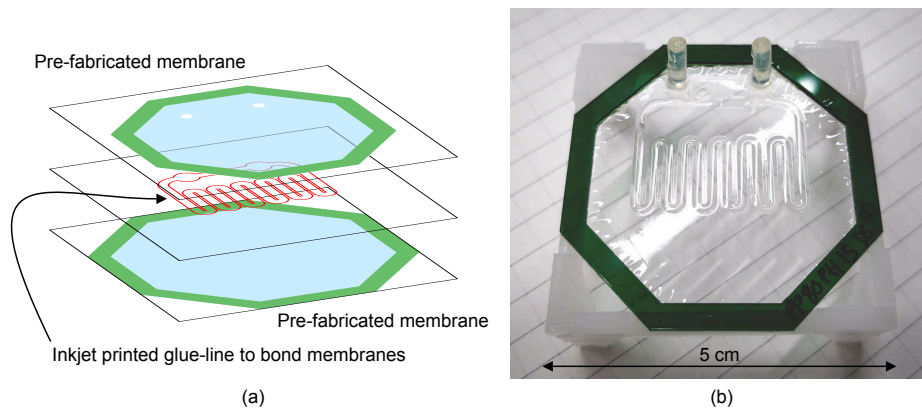 Pre-fabricated membrane
Pre-fabricated membrane
Inkjet printed glue-line to bond membranes
(a)
5 cm
(b)